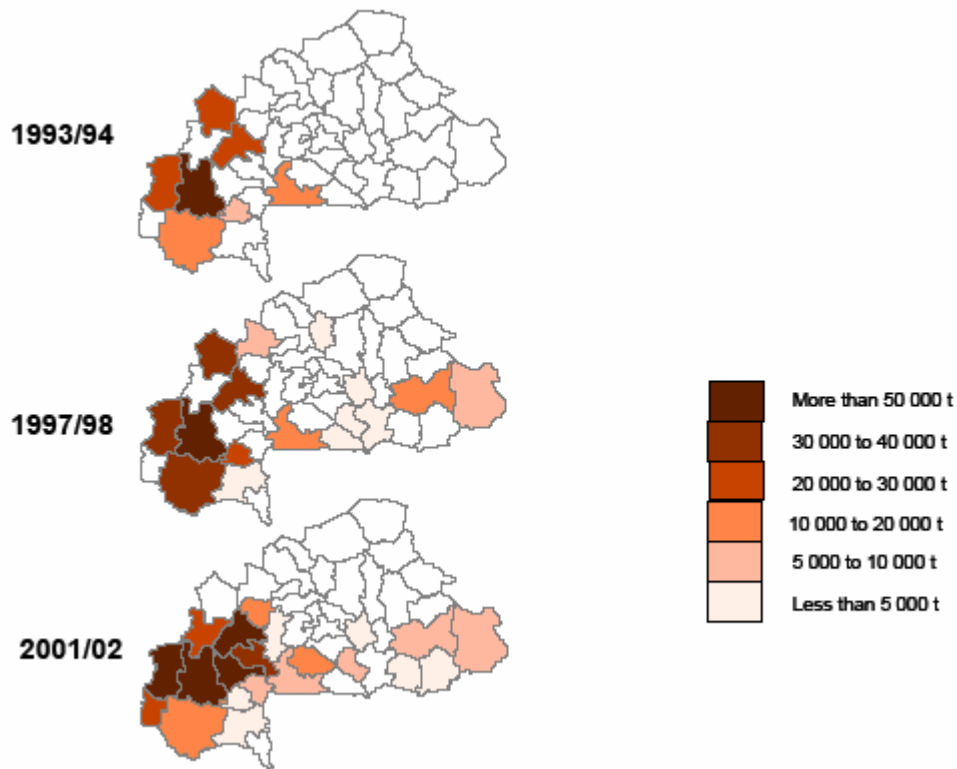 1993/94
1997/98
2001/02
More than 50 000 t
30 000 to 40 000 t
20 000 to 30 000 t
10 000 to 20 000 t
5 000 to 10 000 t
Less than 5 000 t